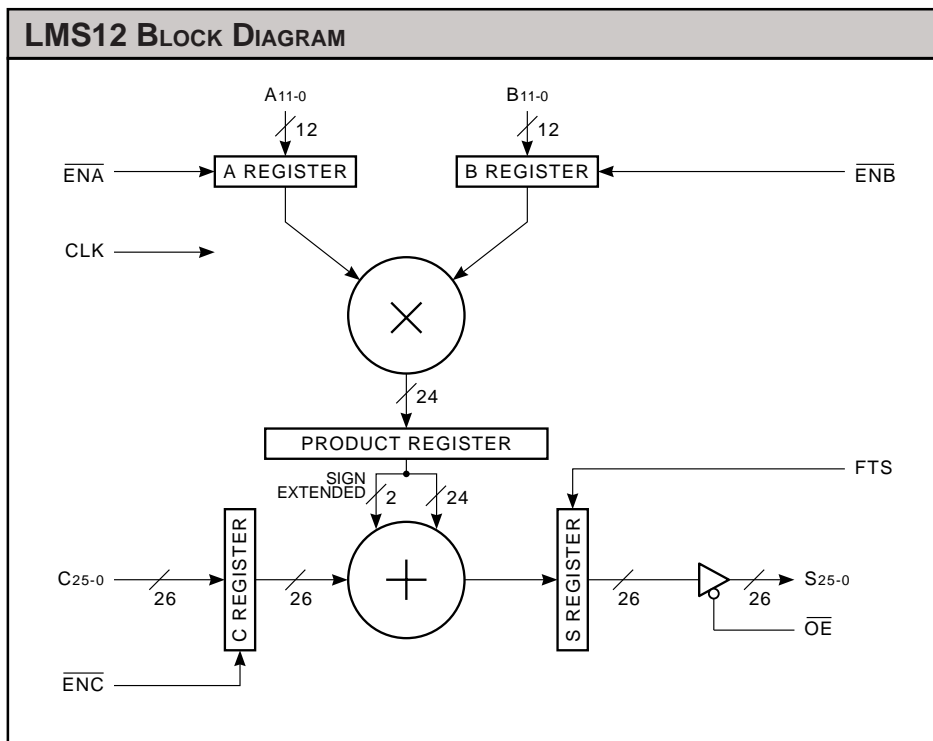 LMS12 BLOCK DIAGRAM
A11-0
B11-0
12
12
ENA
A REGISTER
B REGISTER
ENB
CLK
24
PRODUCT REGISTER
FTS
SIGN
EXTENDED
2
24
C25-0
26
C REGISTER
26
S REGISTER
26
26
S25-0
OE
ENC